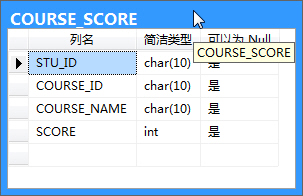 COURSE_SCORE
列名 简洁类型 可以为 Null
COURSE_SCORE
STU_ID char(10) 是
COURSE_ID char(10) 是
COURSE_NAME char(10) 是
SCORE int 是